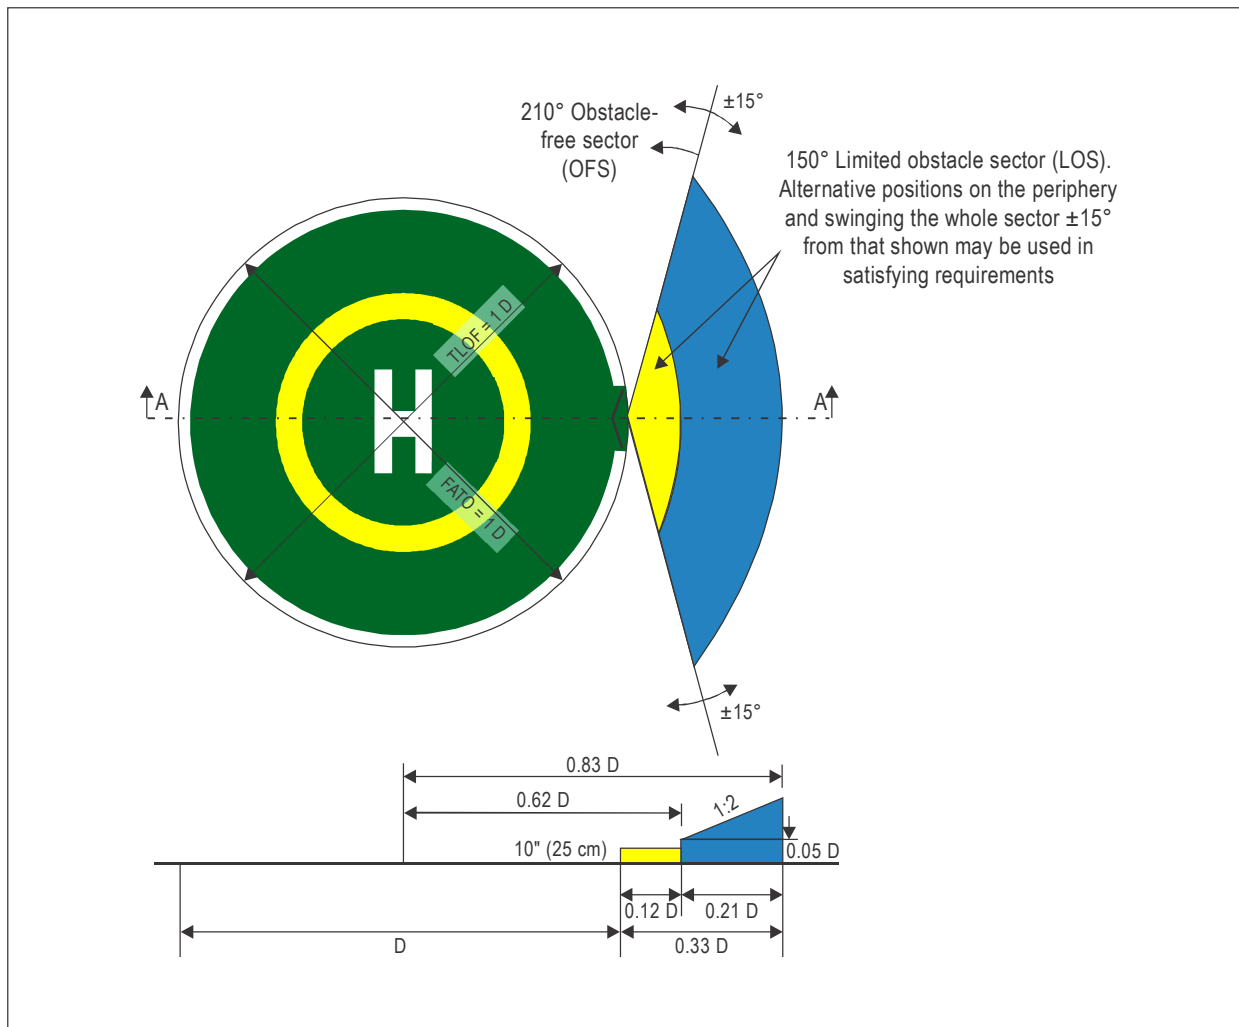 ±15°
210° Obstacle-
free sector
(OFS)
150° Limited obstacle sector (LOS).
Alternative positions on the periphery
and swinging the whole sector ±15°
from that shown may be used in
satisfying requirements
TLOF = 1 D
A
H
A
FATO = 1 D
±15°
0.83 D
0.62 D
1:2
10" (25 cm)
0.05 D
0.12 D
0.21 D
D
0.33 D